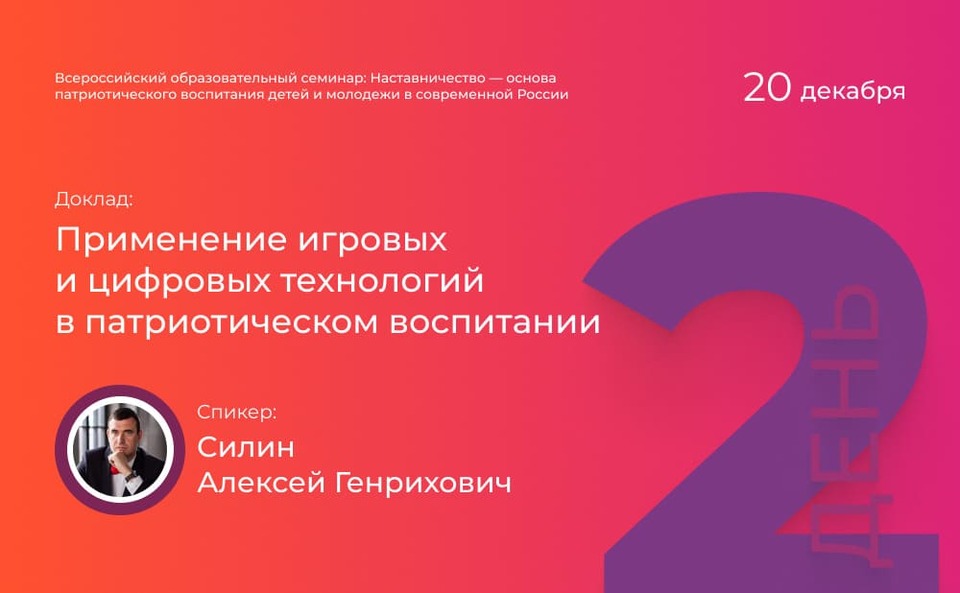 Всероссийский образовательный семинар: Наставничество — основа
патриотического воспитания детей и молодежи в современной России
20 декабря
Доклад:
Применение игровых
и цифровых технологий
в патриотическом воспитании
Спикер:
Силин
Алексей Генрихович
2
ДЕНЬ